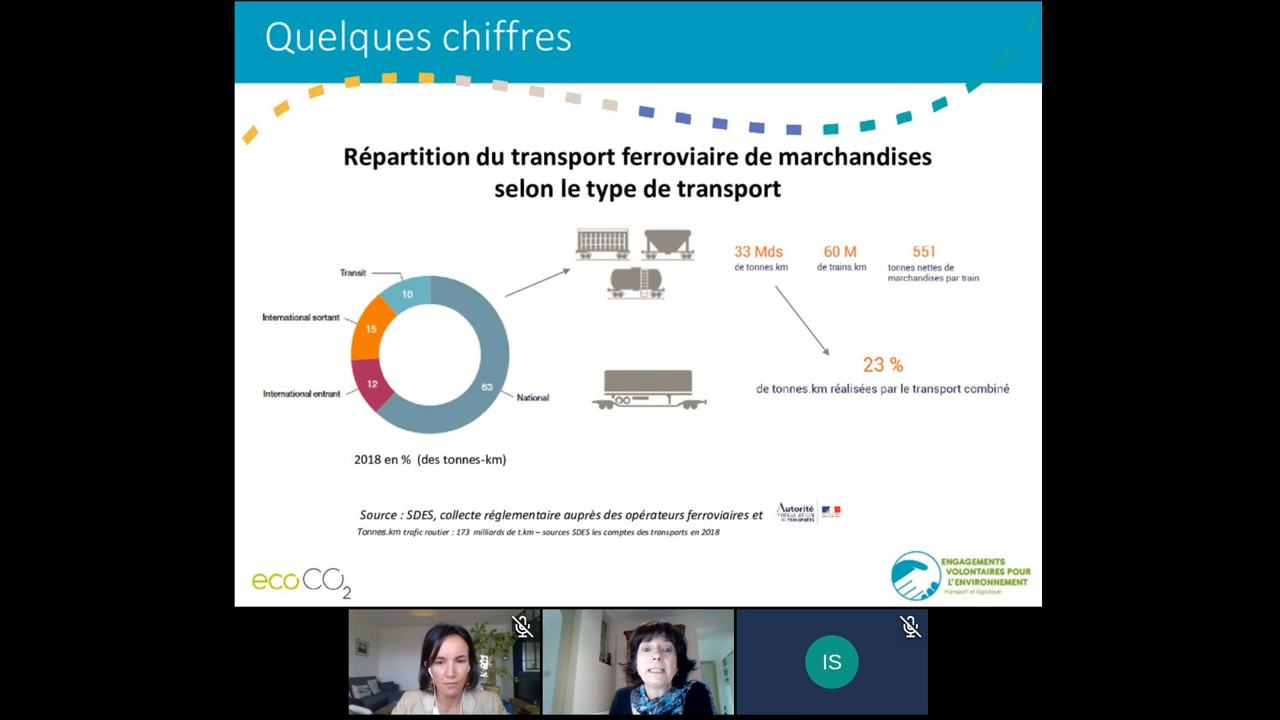 Quelques chiffres
Répartition du transport ferroviaire de marchandises
selon le type de transport
33 Mds
de tonnes.km
60 M
de trains.km
551
tonnes nettes de
marchandises par train
Transit
10
International sortant
15
International entrant
12
63
National
23 %
de tonnes.km réalisées par le transport combiné
2018 en % (des tonnes-km)
Source : SDES, collecte réglementaire auprès des opérateurs ferroviaires et
Autorité
DE RÉGULATION
DES TRANSPORTS
Tonnes.km trafic routier : 173 milliards de t.km – sources SDES les comptes des transports en 2018
ecoCO2
ENGAGEMENTS
VOLONTAIRES POUR
L'ENVIRONNEMENT
transport et logistique
IS